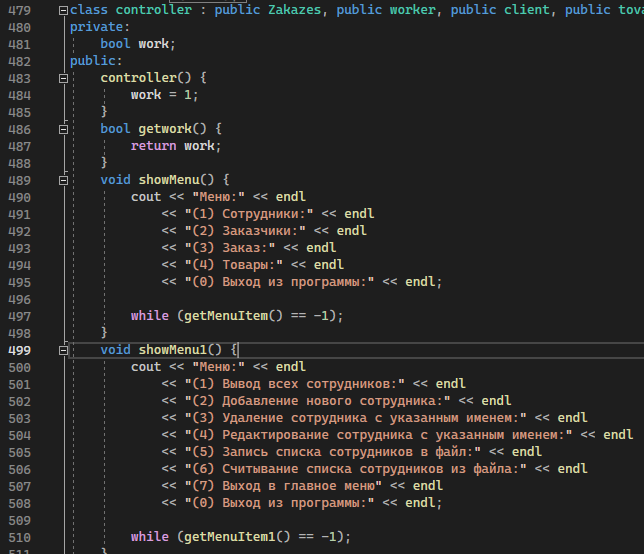 479 class controller : public Zakazes, public worker, public client, public tova
480 private:
481 bool work;
482 public:
483 controller() {
484 work = 1;
485 }
486 bool getwork() {
487 return work;
488 }
489 void showMenu() {
490 cout << "Меню:" << endl
491 << "(1) Сотрудники:" << endl
492 << "(2) Заказчики:" << endl
493 << "(3) Заказ:" << endl
494 << "(4) Товары:" << endl
495 << "(0) Выход из программы:" << endl;
496
497 while (getMenuItem() == -1);
498 }
499 void showMenu1() {
500 cout << "Меню:" << endl
501 << "(1) Вывод всех сотрудников:" << endl
502 << "(2) Добавление нового сотрудника:" << endl
503 << "(3) Удаление сотрудника с указанным именем:" << endl
504 << "(4) Редактирование сотрудника с указанным именем:" << endl
505 << "(5) Запись списка сотрудников в файл:" << endl
506 << "(6) Считывание списка сотрудников из файла:" << endl
507 << "(7) Выход в главное меню" << endl
508 << "(0) Выход из программы:" << endl;
509
510 while (getMenuItem1() == -1);
511 }